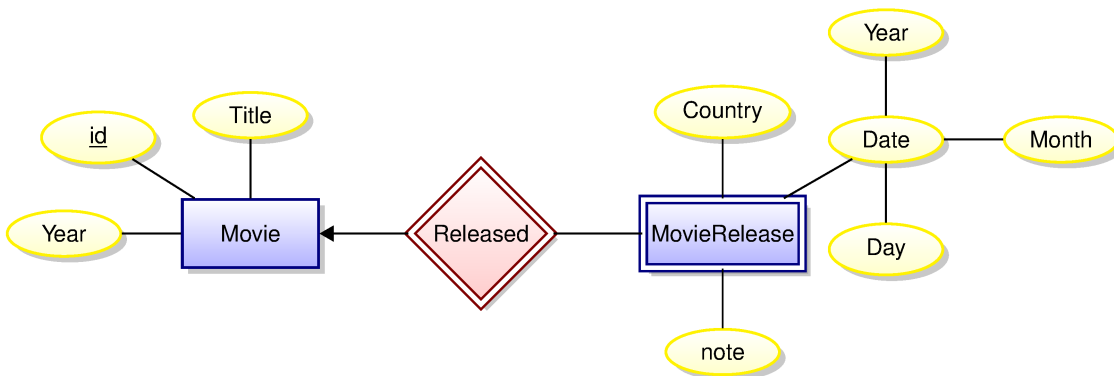 Year
Title
Country
id
Date
Month
Year
Movie
Released
MovieRelease
Day
note